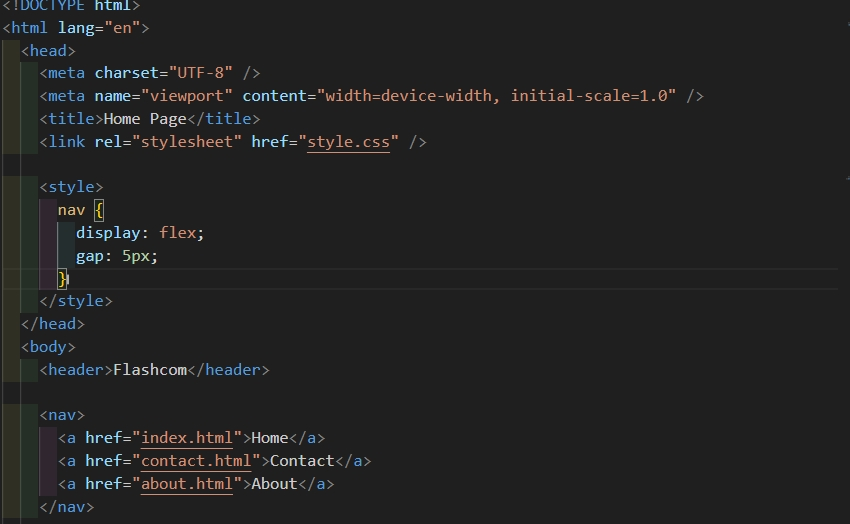 <!DOCTYPE html>
<html lang="en">
<head>
<meta charset="UTF-8" />
<meta name="viewport" content="width=device-width, initial-scale=1.0" />
<title>Home Page</title>
<link rel="stylesheet" href="style.css" />
<style>
nav {
display: flex;
gap: 5px;
}
</style>
</head>
<body>
<header>Flashcom</header>
<nav>
<a href="index.html">Home</a>
<a href="contact.html">Contact</a>
<a href="about.html">About</a>
</nav>